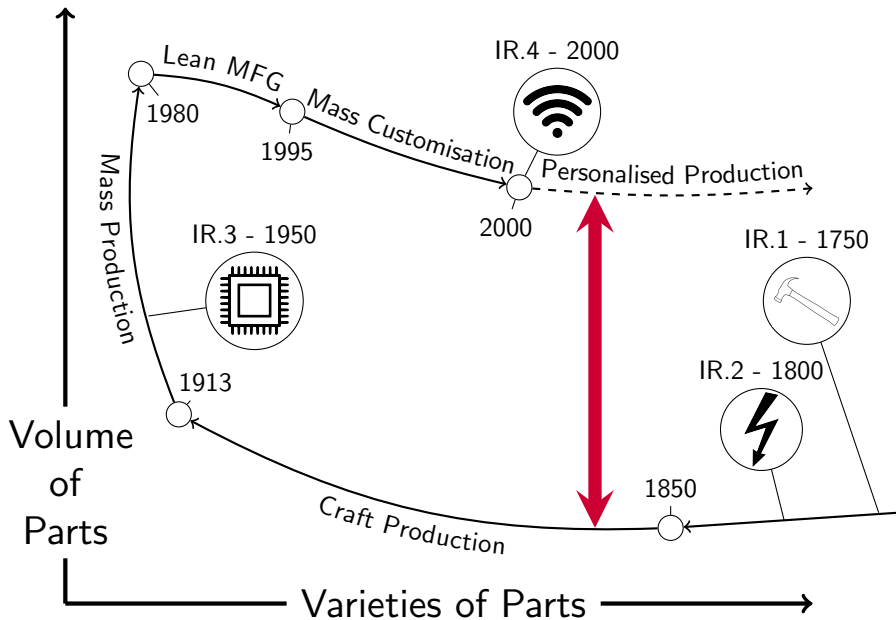 IR.4 - 2000
Lean MFG
1980
Mass Customisation
1995
Personalised Production
2000
Mass Production
IR.3 - 1950
IR.1 - 1750
IR.2 - 1800
1913
Volume
of
Parts
1850
Craft Production
Varieties of Parts